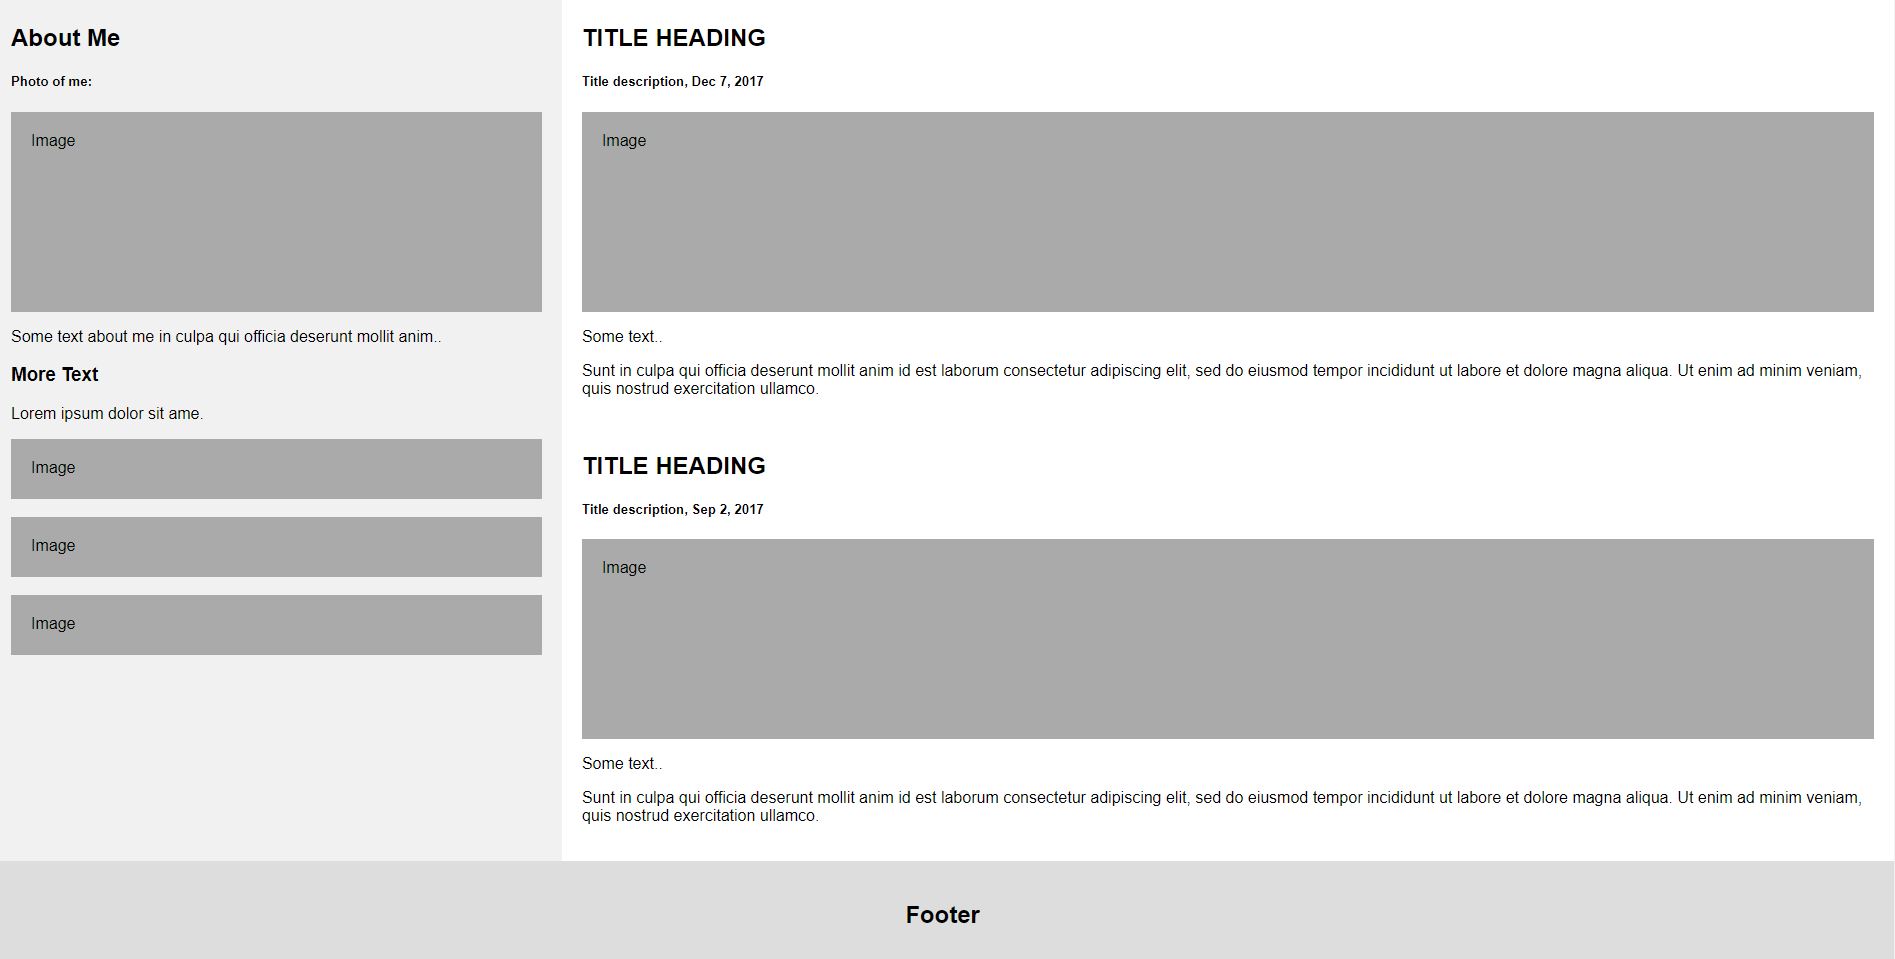 About Me
Photo of me:
Image
Some text about me in culpa qui officia deserunt mollit anim..
More Text
Lorem ipsum dolor sit ame.
Image
Image
Image
TITLE HEADING
Title description, Dec 7, 2017
Image
Some text..
Sunt in culpa qui officia deserunt mollit anim id est laborum consectetur adipiscing elit, sed do eiusmod tempor incididunt ut labore et dolore magna aliqua. Ut enim ad minim veniam,
quis nostrud exercitation ullamco.
TITLE HEADING
Title description, Sep 2, 2017
Image
Some text..
Sunt in culpa qui officia deserunt mollit anim id est laborum consectetur adipiscing elit, sed do eiusmod tempor incididunt ut labore et dolore magna aliqua. Ut enim ad minim veniam,
quis nostrud exercitation ullamco.
Footer